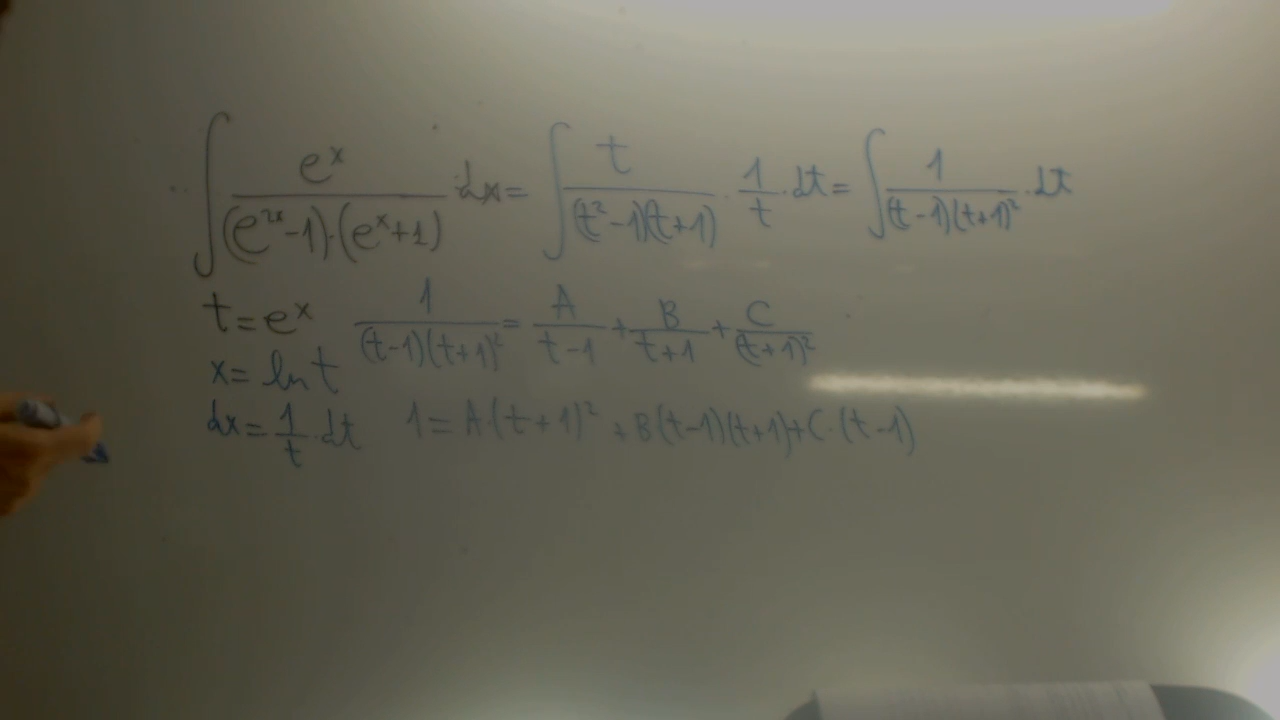 ∫ e^x / ((e^{2x}-1)·(e^x+1)) ·dx = ∫ t / ((t²-1)(t+1)) · 1/t · dt = ∫ 1 / ((t-1)(t+1)²) · dt
t = e^x   1 / ((t-1)(t+1)²) = A / (t-1) + B / (t+1) + C / (t+1)²
x = ln t
dx = 1/t · dt   1 = A·(t+1)² + B(t-1)(t+1) + C·(t-1)